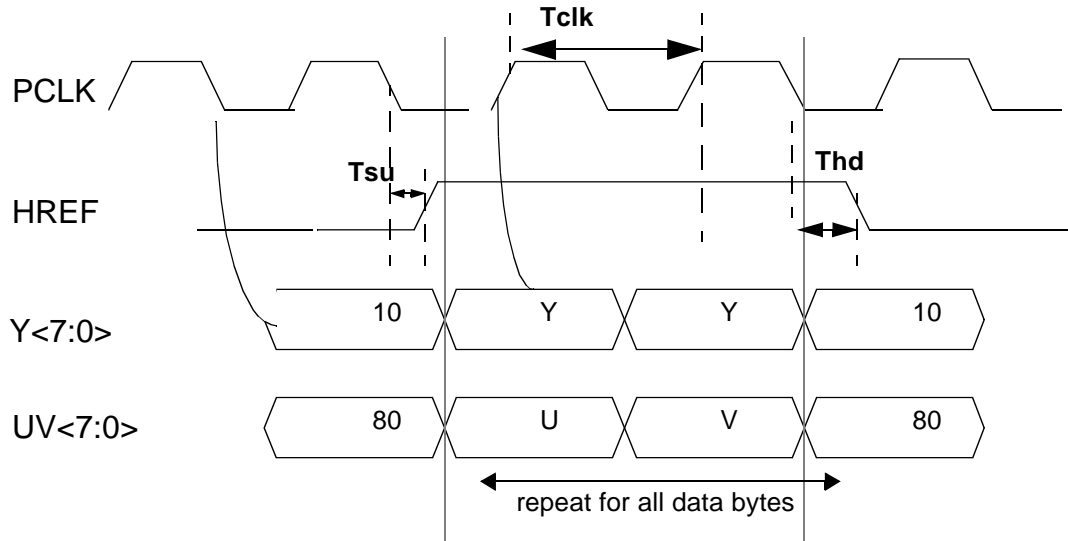 Tclk
PCLK
Tsu
Thd
HREF
Y<7:0>
10
Y
Y
10
UV<7:0>
80
U
V
80
repeat for all data bytes